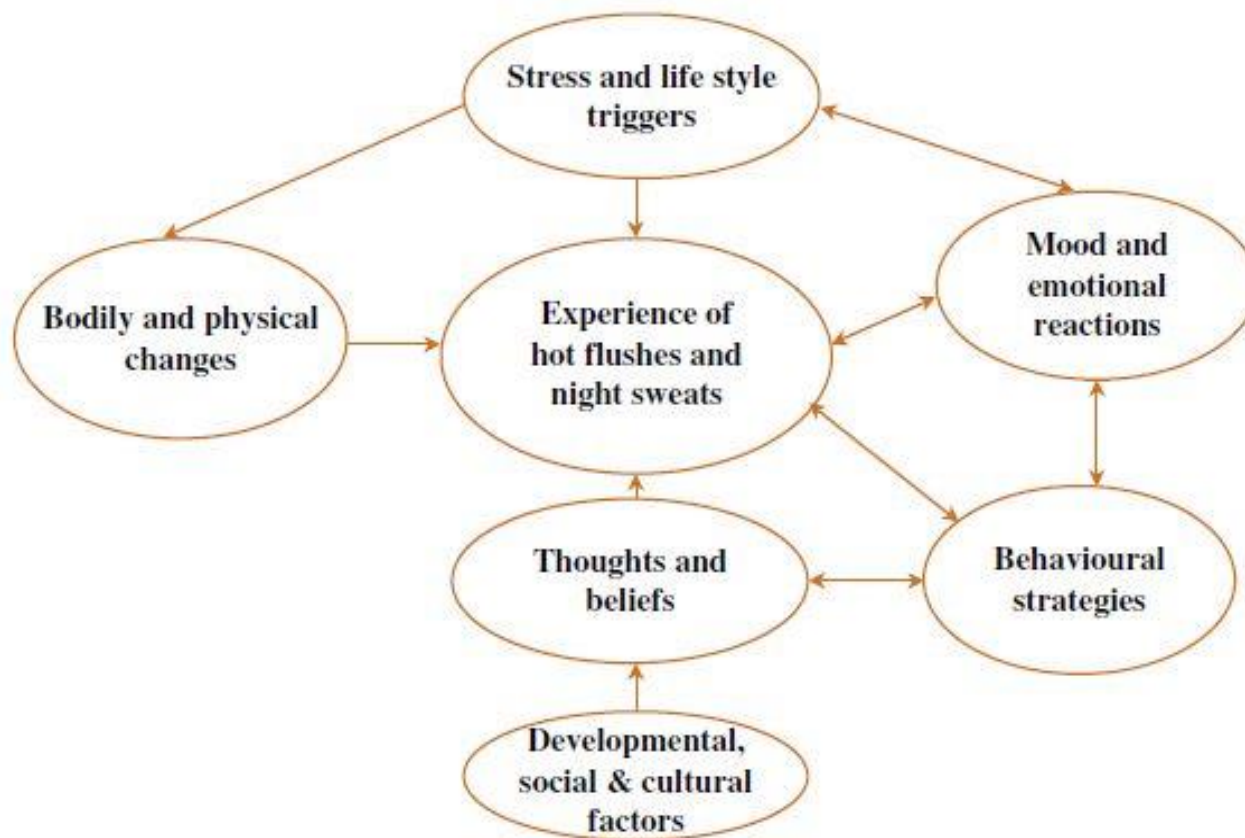 Stress and life style
triggers
Mood and
emotional
reactions
Bodily and physical
changes
Experience of
hot flushes and
night sweats
Thoughts and
beliefs
Behavioural
strategies
Developmental,
social & cultural
factors